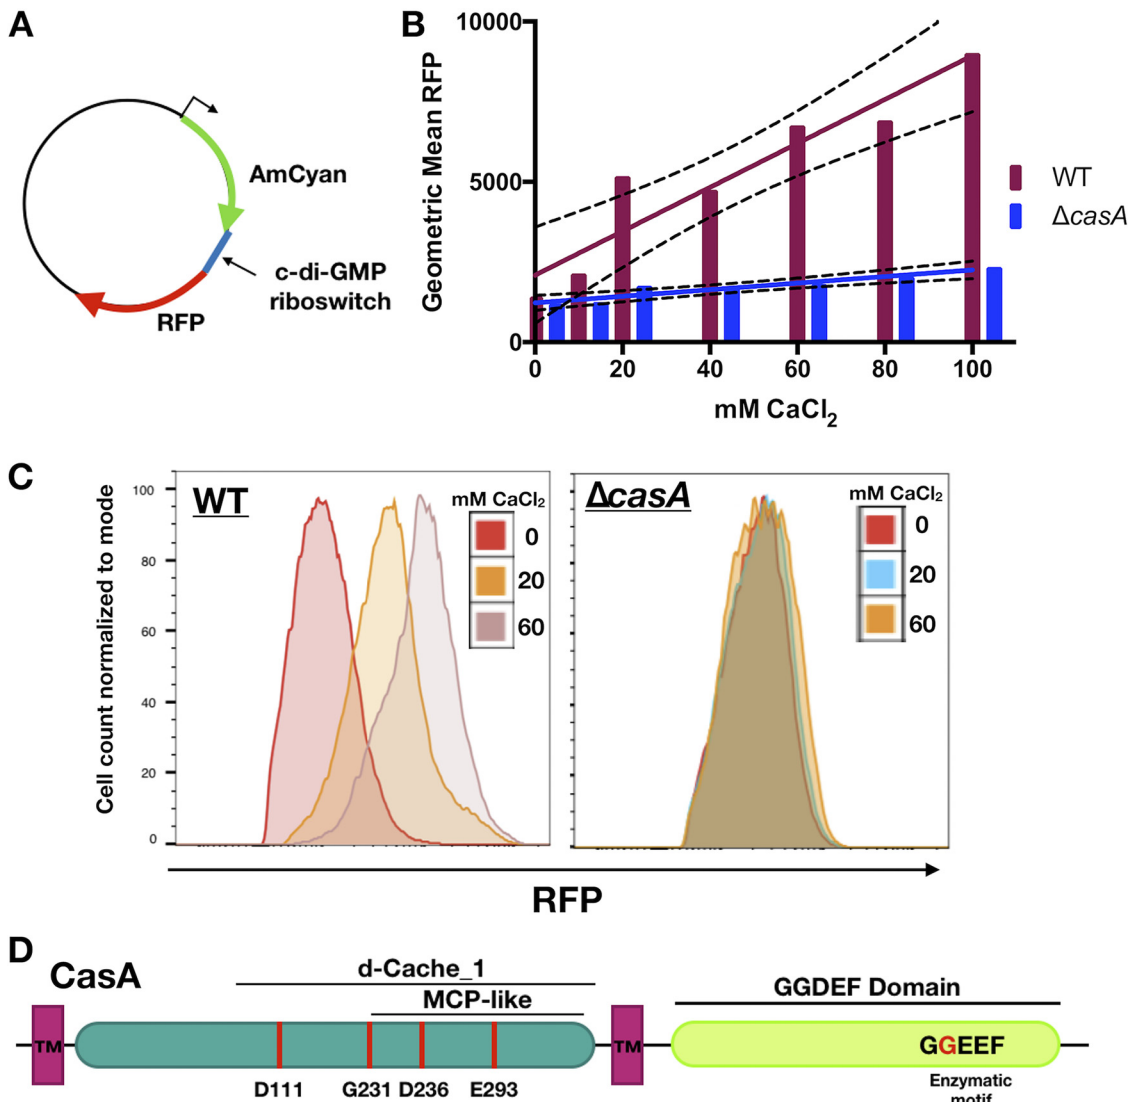 A
AmCyan
c-di-GMP
riboswitch
RFP
B
Geometric Mean RFP
10000
5000
0
0 20 40 60 80 100
mM CaCl2
WT
ΔcasA
C
Cell count normalized to mode
100
80
60
40
20
0
WT
mM CaCl2
0
20
60
ΔcasA
mM CaCl2
0
20
60
RFP
D
CasA
d-Cache_1
MCP-like
GGDEF Domain
TM
TM
GGEEF
D111 G231 D236 E293
Enzymatic
motif